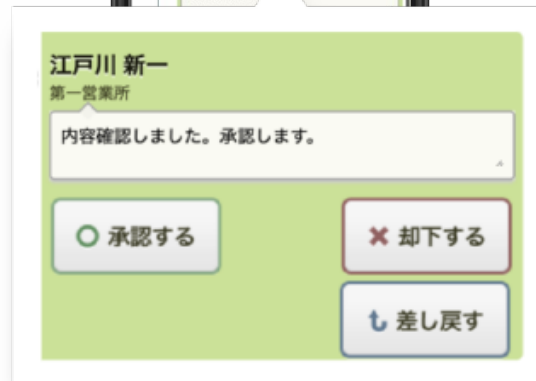 江戸川 新一
第一営業所
内容確認しました。承認します。
承認する
却下する
差し戻す